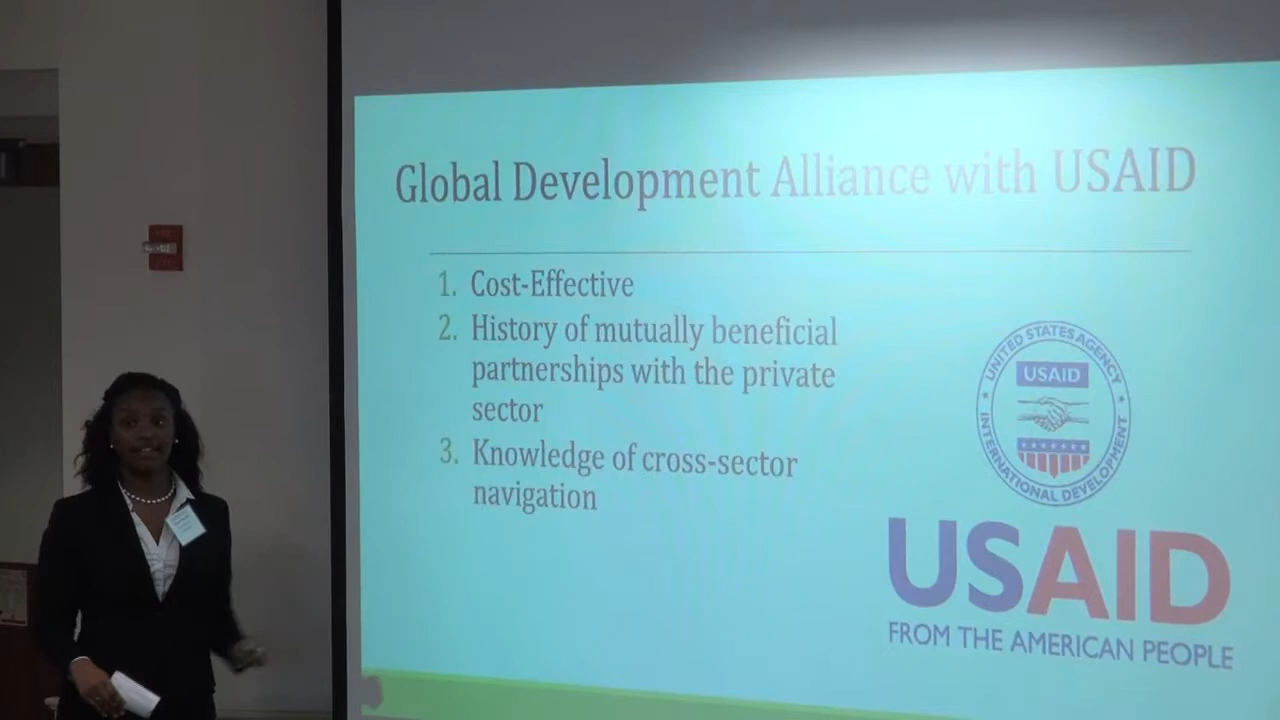 Global Development Alliance with USAID
1. Cost-Effective
2. History of mutually beneficial
partnerships with the private
sector
3. Knowledge of cross-sector
navigation
UNITED STATES AGENCY
USAID
INTERNATIONAL DEVELOPMENT
USAID
FROM THE AMERICAN PEOPLE